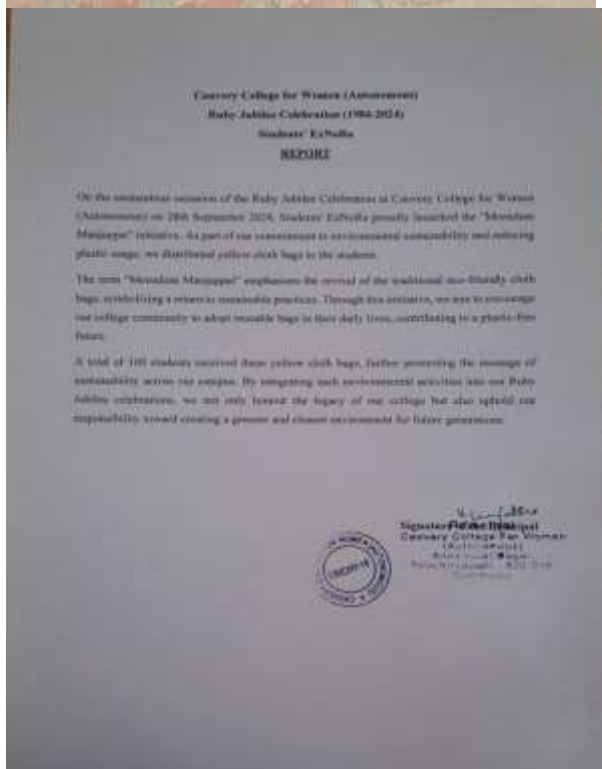 Cauvery College for Women (Autonomous)
Ruby Jubilee Celebration (1984-2024)
Students' ExNoRa
REPORT
On the momentous occasion of the Ruby Jubilee Celebration at Cauvery College for Women
(Autonomous) on 28th September 2024, Students' ExNoRa proudly launched the "Meendum
Manjappai" initiative. As part of our commitment to environmental sustainability and reducing
plastic usage, we distributed yellow cloth bags to the students.
The term "Meendum Manjappai" emphasizes the revival of the traditional eco-friendly cloth
bags, symbolizing a return to sustainable practices. Through this initiative, we aim to encourage
our college community to adopt reusable bags in their daily lives, contributing to a plastic-free
future.
A total of 100 students received these yellow cloth bags, further promoting the message of
sustainability across our campus. By integrating such environmental activities into our Ruby
Jubilee celebrations, we not only honour the legacy of our college but also uphold our
responsibility toward creating a greener and cleaner environment for future generations.
Signature of the Principal
Cauvery College For Women
(Autonomous)